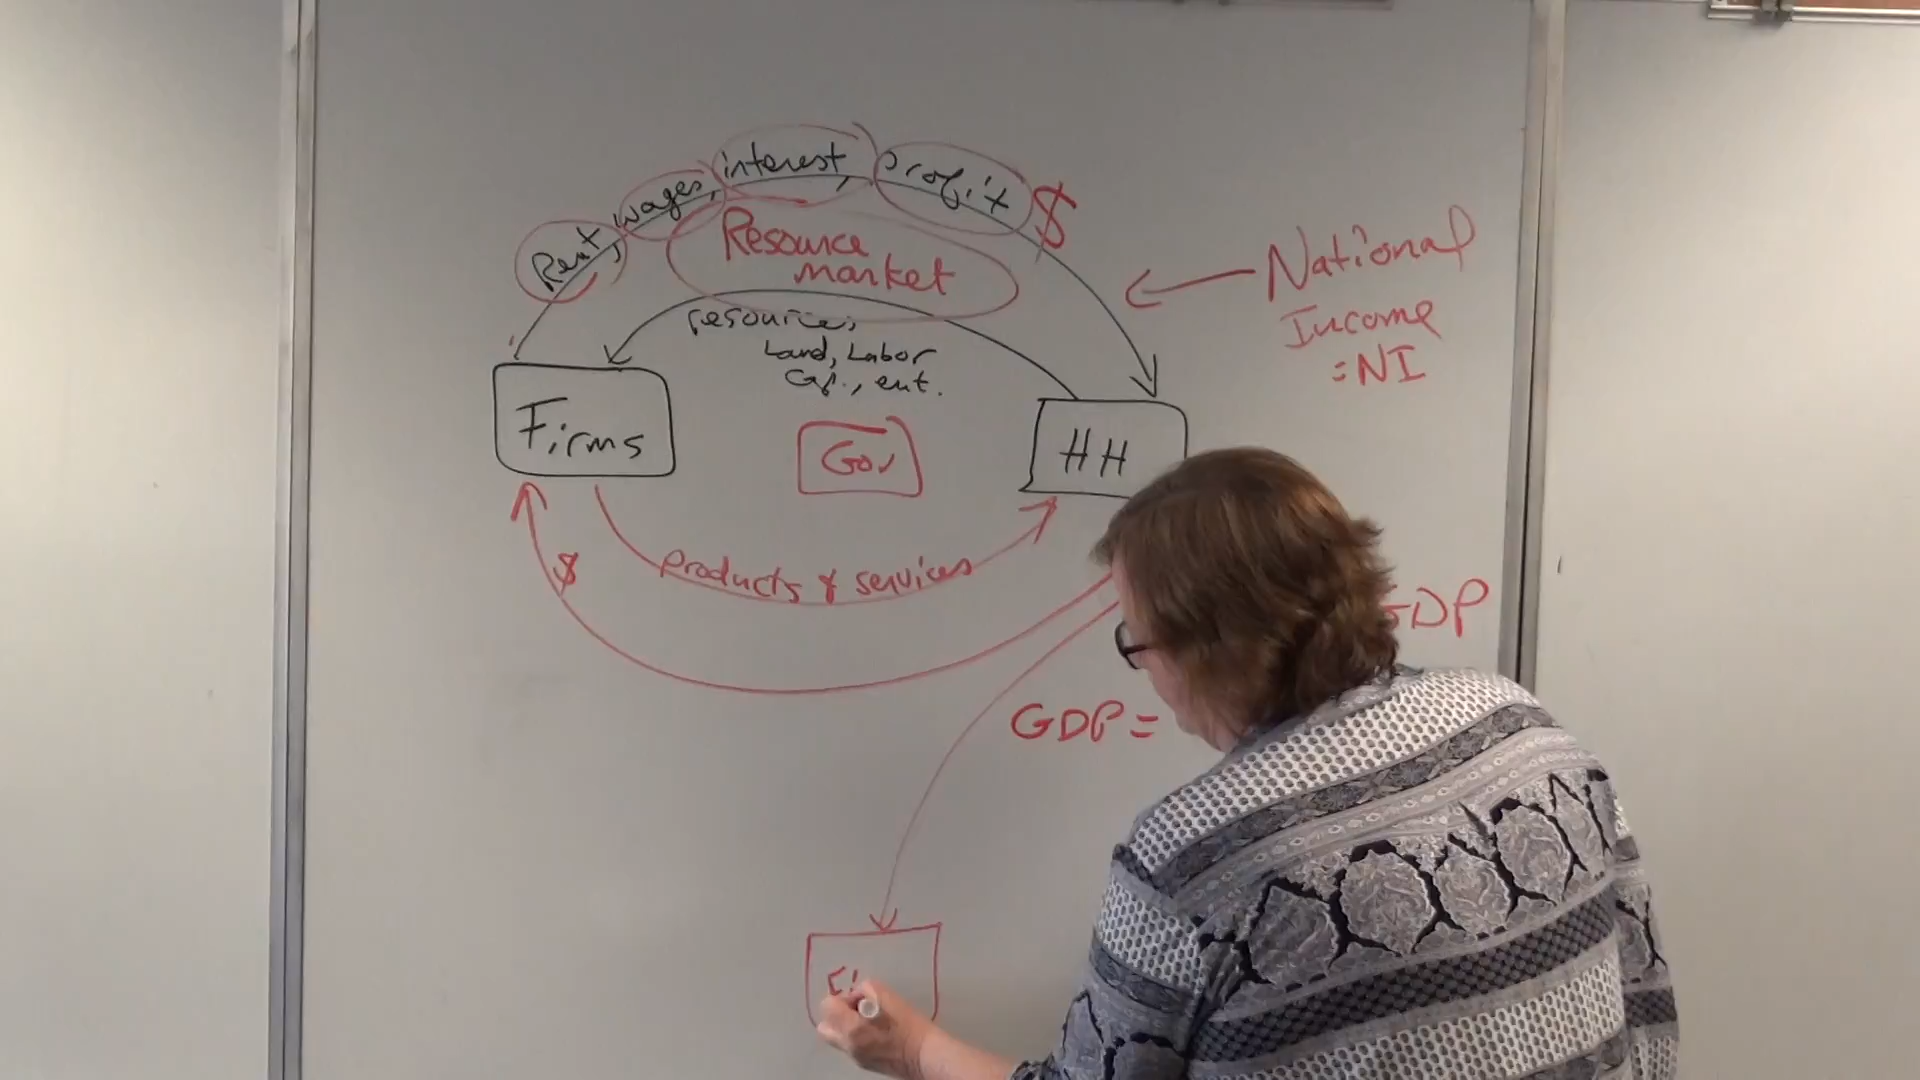 Rent, wages, interest, profit $
Resource
market
National
Income
=NI
resources
Land, Labor
Cap., ent.
Firms
Gov
HH
$
products & services
GDP
GDP =